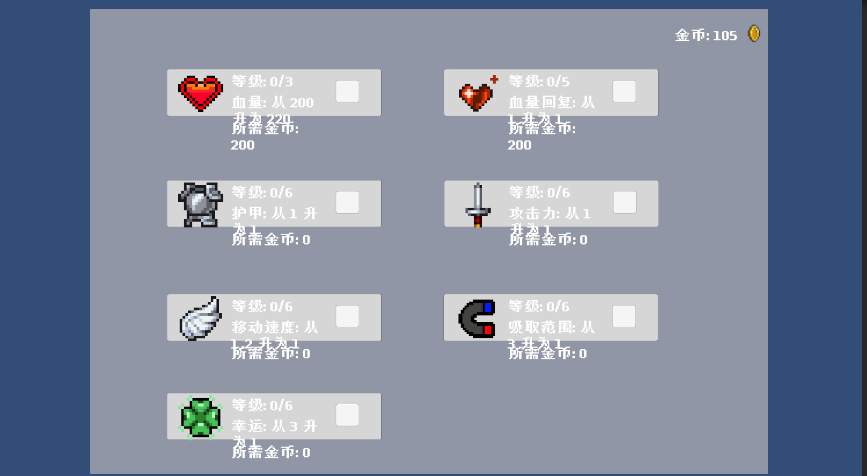 金币: 105
等级: 0/3
血量: 从 200
升为 220
所需金币:
200
等级: 0/5
血量回复: 从
1 升为 1
所需金币:
200
等级: 0/6
护甲: 从 1 升
为 1
所需金币: 0
等级: 0/6
攻击力: 从 1
升为 1
所需金币: 0
等级: 0/6
移动速度: 从
1.2 升为 1
所需金币: 0
等级: 0/6
吸取范围: 从
3 升为 1
所需金币: 0
等级: 0/6
幸运: 从 3 升
为 1
所需金币: 0